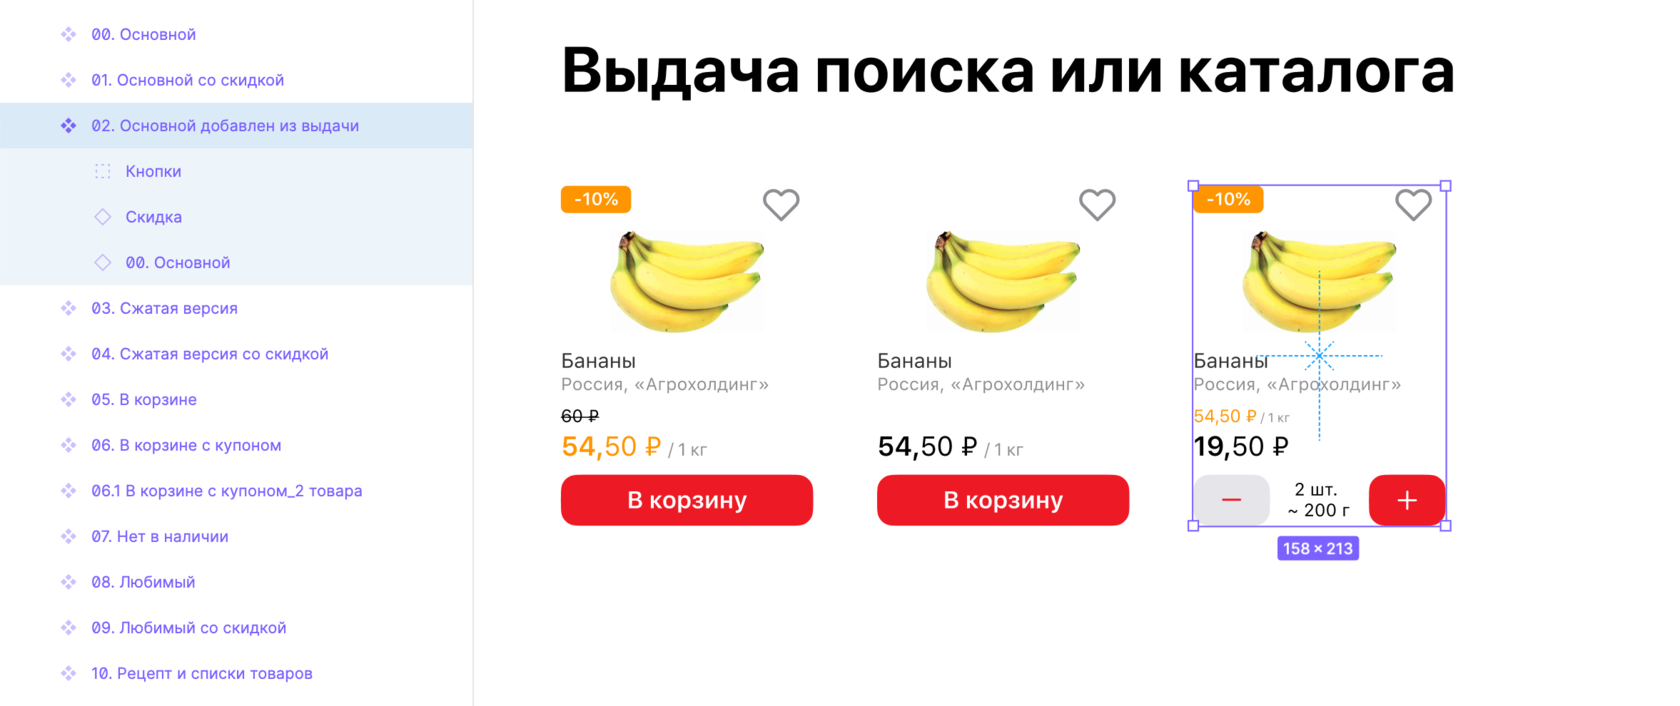 00. Основной
01. Основной со скидкой
02. Основной добавлен из выдачи
Кнопки
Скидка
00. Основной
03. Сжатая версия
04. Сжатая версия со скидкой
05. В корзине
06. В корзине с купоном
06.1 В корзине с купоном_2 товара
07. Нет в наличии
08. Любимый
09. Любимый со скидкой
10. Рецепт и списки товаров
Выдача поиска или каталога
-10%
Бананы
Россия, «Агрохолдинг»
60 ₽
54,50 ₽ / 1 кг
В корзину
Бананы
Россия, «Агрохолдинг»
54,50 ₽ / 1 кг
В корзину
-10%
Бананы
Россия, «Агрохолдинг»
54,50 ₽ / 1 кг
19,50 ₽
2 шт.
~ 200 г
158 × 213